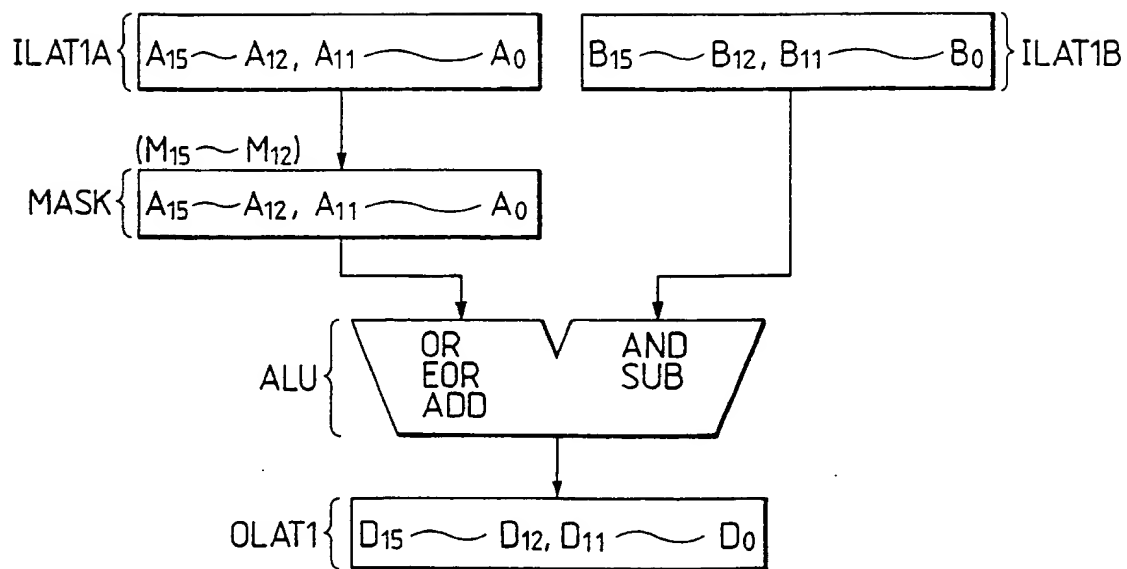 ILAT1A A15~A12, A11~A0 B15~B12, B11~B0 ILAT1B
(M15~M12)
MASK A15~A12, A11~A0
OR AND
ALU EOR SUB
ADD
OLAT1 D15~D12, D11~D0